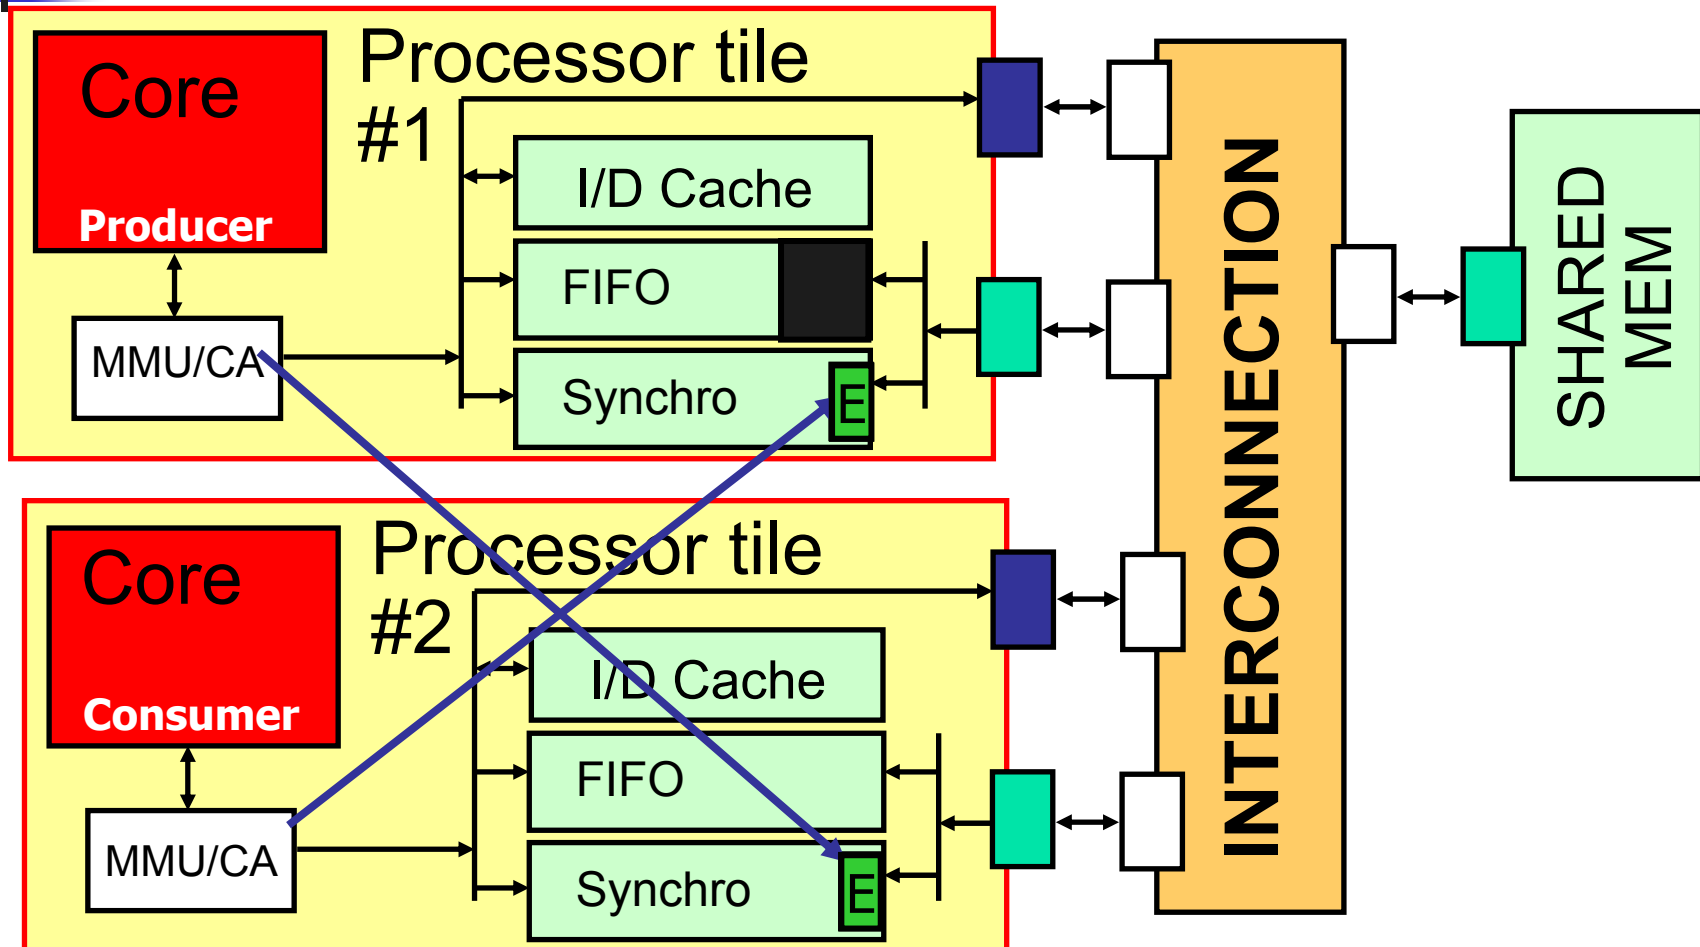 Core
Processor tile
#1
Producer
I/D Cache
FIFO
MMU/CA
Synchro
E
Core
Processor tile
#2
Consumer
I/D Cache
FIFO
MMU/CA
Synchro
E
INTERCONNECTION
SHARED
MEM